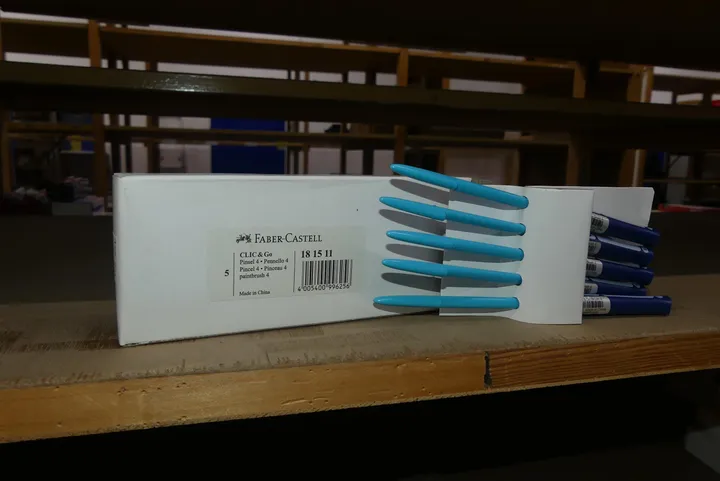 FABER-CASTELL
CLIC & Go
18 15 11
Pinsel 4 • Pennello 4
Pincel 4 • Pinceau 4
paintbrush 4
5
Made in China
4 005400 996256